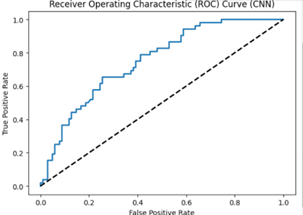 Receiver Operating Characteristic (ROC) Curve (CNN)
1.0
0.8
0.6
0.4
0.2
0.0
True Positive Rate
0.0 0.2 0.4 0.6 0.8 1.0
False Positive Rate